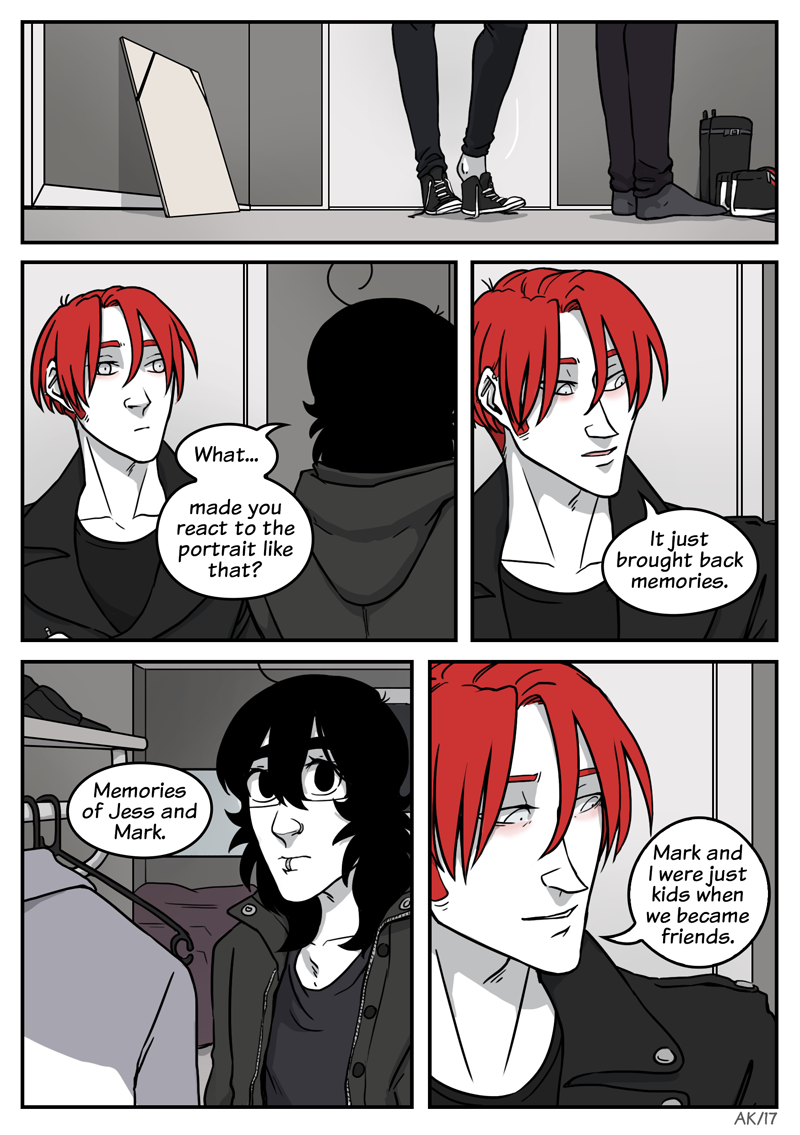 What...
made you
react to the
portrait like
that?
It just
brought back
memories.
Memories
of Jess and
Mark.
Mark and
I were just
kids when
we became
friends.
AK/17